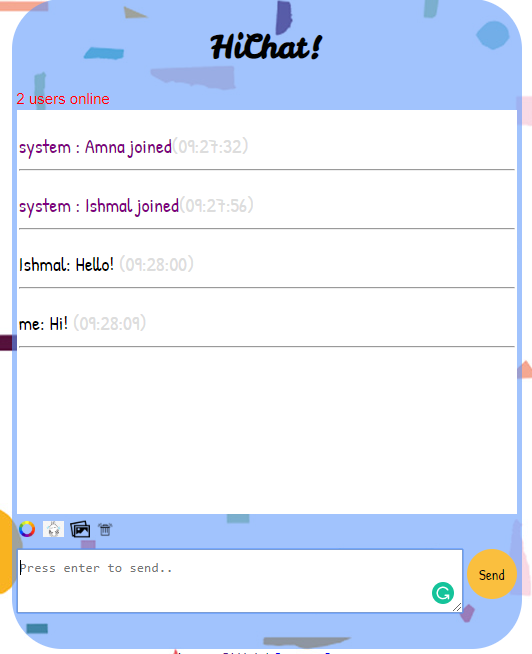 HiChat!
2 users online
system : Amna joined(09:27:32)
system : Ishmal joined(09:27:56)
Ishmal: Hello! (09:28:00)
me: Hi! (09:28:09)
Press enter to send..
Send